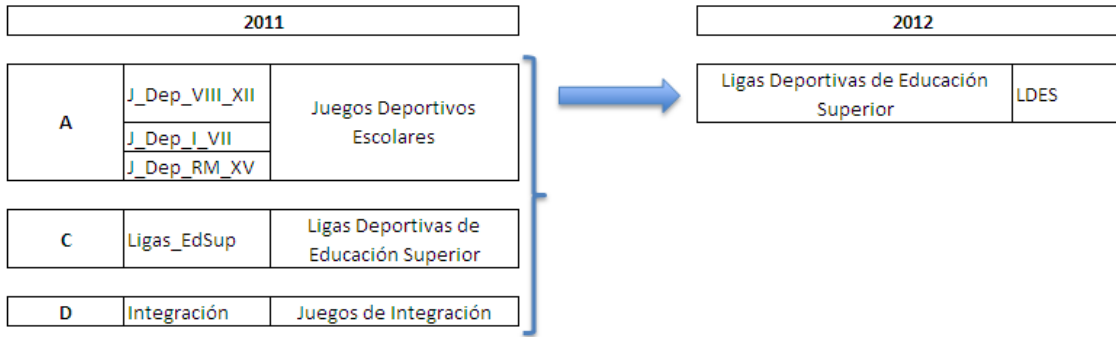 2011
2012
A
J_Dep_VIII_XII
J_Dep_I_VII
J_Dep_RM_XV
Juegos Deportivos
Escolares
Ligas Deportivas de Educación
Superior
LDES
C
Ligas_EdSup
Ligas Deportivas de
Educación Superior
D
Integración
Juegos de Integración